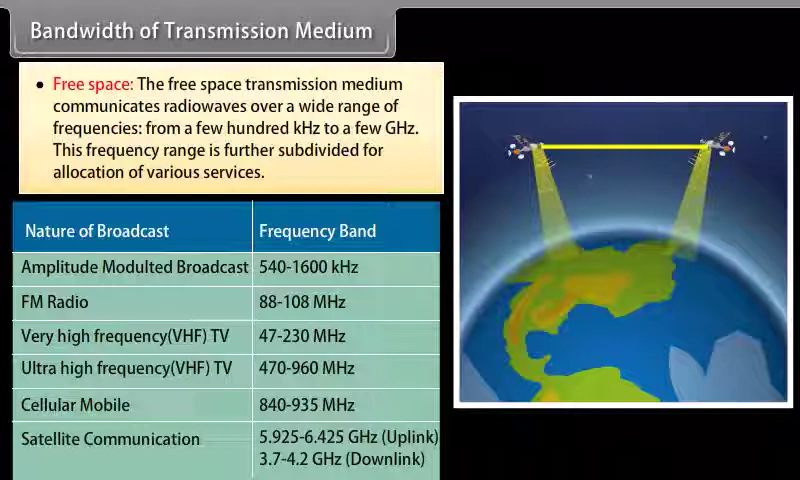 Bandwidth of Transmission Medium
• Free space: The free space transmission medium
communicates radiowaves over a wide range of
frequencies: from a few hundred kHz to a few GHz.
This frequency range is further subdivided for
allocation of various services.
Nature of Broadcast Frequency Band
Amplitude Modulted Broadcast 540-1600 kHz
FM Radio 88-108 MHz
Very high frequency(VHF) TV 47-230 MHz
Ultra high frequency(VHF) TV 470-960 MHz
Cellular Mobile 840-935 MHz
Satellite Communication 5.925-6.425 GHz (Uplink)
3.7-4.2 GHz (Downlink)